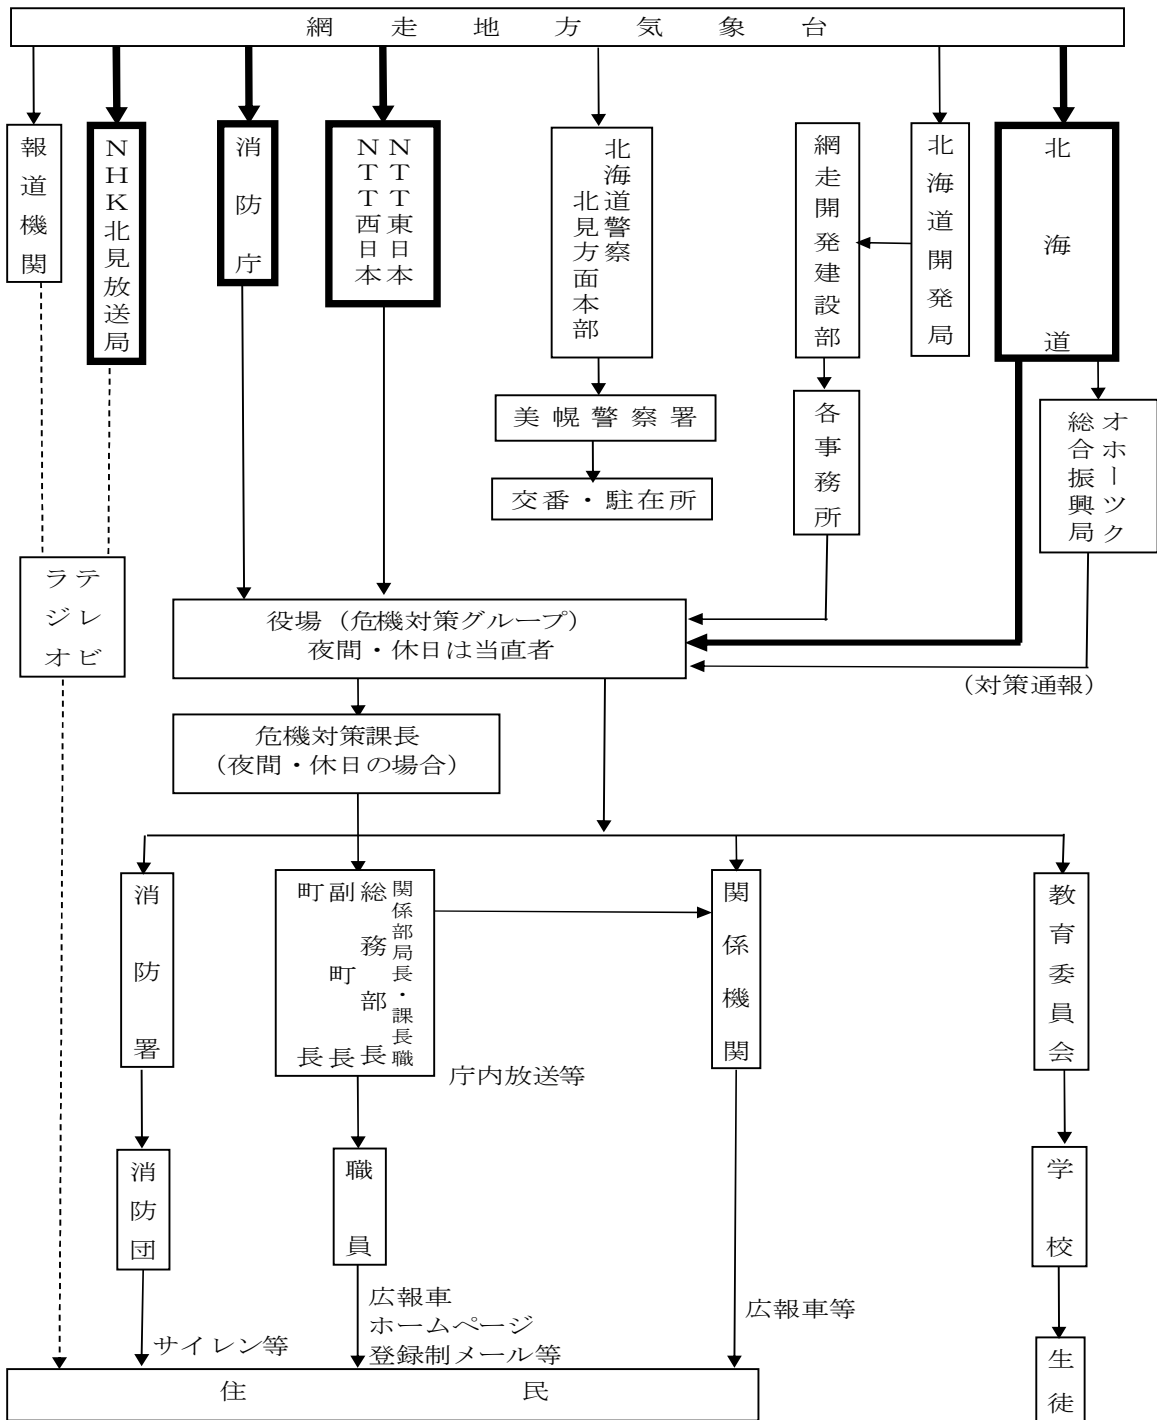 網走地方気象台
報道機関
NHK北見放送局
消防庁
NTT東日本
NTT西日本
北海道警察
北見方面本部
網走開発建設部
北海道開発局
北海道
美幌警察署
交番・駐在所
各事務所
オホーツク
総合振興局
テレビ
ラジオ
役場（危機対策グループ）
夜間・休日は当直者
（対策通報）
危機対策課長
（夜間・休日の場合）
消防署
町長
副町長
総務部長
関係部局長・課長職
関係機関
教育委員会
庁内放送等
消防団
職員
学校
サイレン等
広報車
ホームページ
登録制メール等
広報車等
住民
生徒